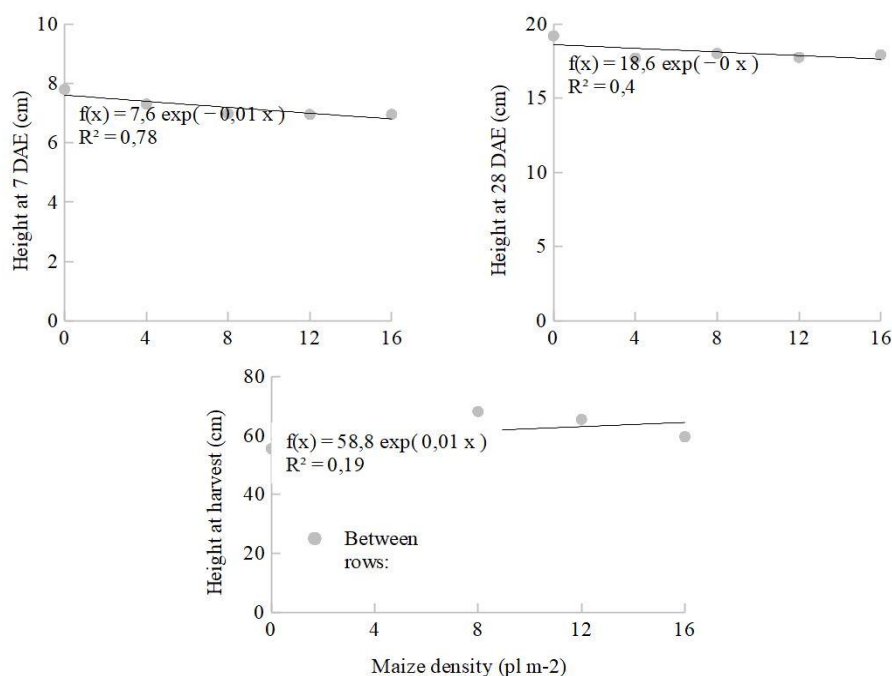 10
8
6
4
2
0
Height at 7 DAE (cm)
f(x) = 7,6 exp( − 0,01 x )
R² = 0,78
0 4 8 12 16
20
15
10
5
0
Height at 28 DAE (cm)
f(x) = 18,6 exp( − 0 x )
R² = 0,4
0 4 8 12 16
80
60
40
20
0
Height at harvest (cm)
f(x) = 58,8 exp( 0,01 x )
R² = 0,19
Between
rows:
0 4 8 12 16
Maize density (pl m-2)